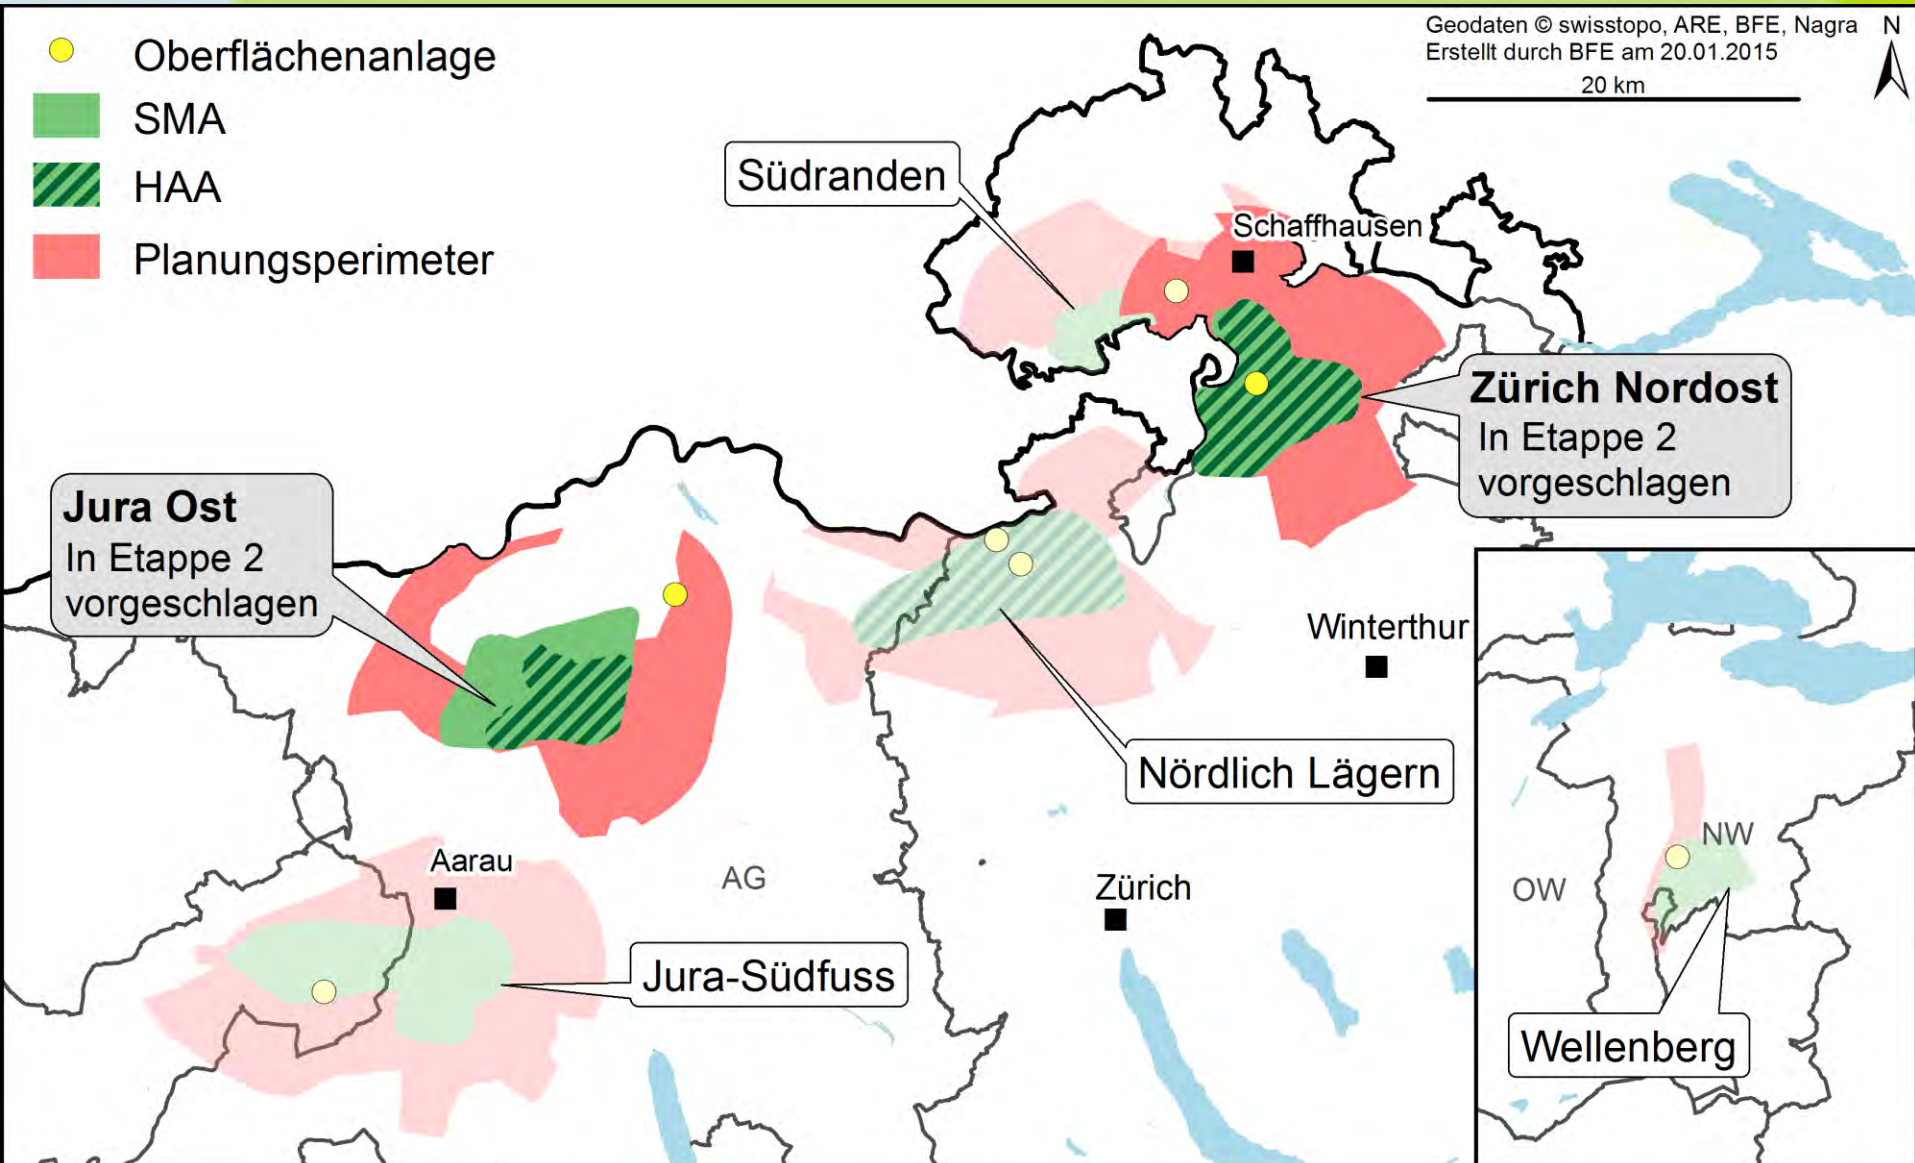 Oberflächenanlage
SMA
HAA
Planungsperimeter
Geodaten © swisstopo, ARE, BFE, Nagra
Erstellt durch BFE am 20.01.2015
20 km
N
Südranden
Schaffhausen
Zürich Nordost
In Etappe 2
vorgeschlagen
Jura Ost
In Etappe 2
vorgeschlagen
Winterthur
Nördlich Lägern
Aarau
AG
Zürich
Jura-Südfuss
NW
OW
Wellenberg